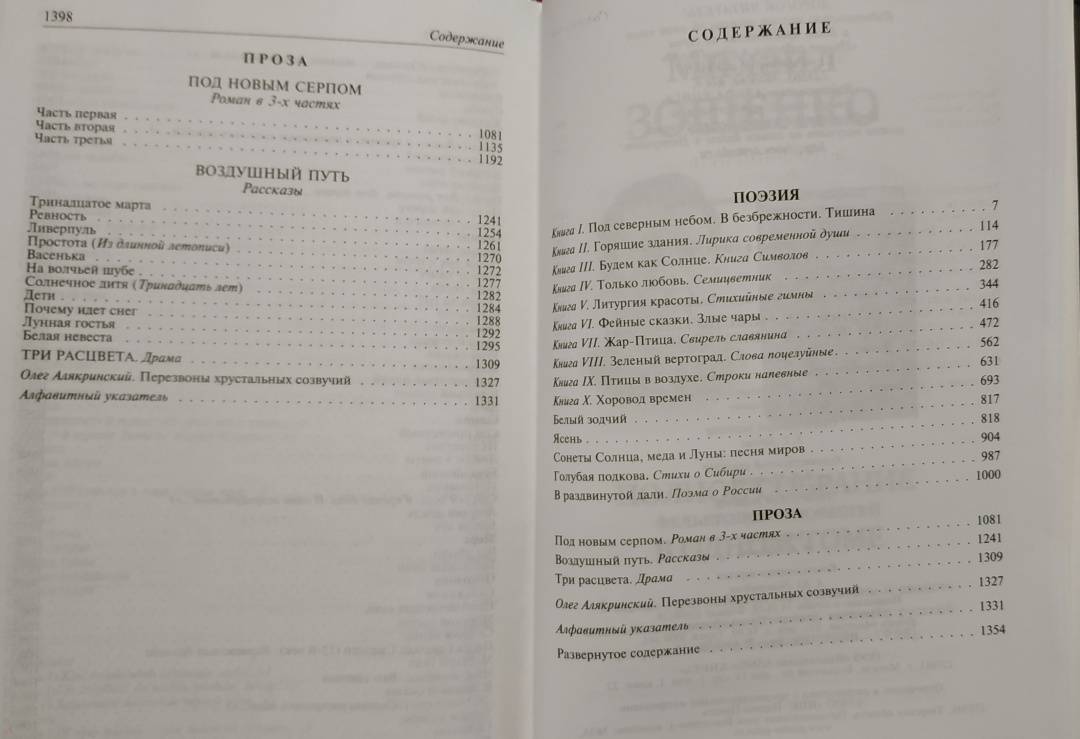 1398
Содержание
ПРОЗА
ПОД НОВЫМ СЕРПОМ
Роман в 3-х частях
Часть первая . . . 1081
Часть вторая . . . 1135
Часть третья . . . 1192
ВОЗДУШНЫЙ ПУТЬ
Рассказы
Тринадцатое марта . . . 1241
Ревность . . . 1254
Ливерпуль . . . 1261
Простота (Из длинной летописи) . . . 1270
Васенька . . . 1272
На волчьей шубе . . . 1277
Солнечное дитя (Тринадцать лет) . . . 1282
Дети . . . 1284
Почему идет снег . . . 1288
Лунная гостья . . . 1292
Белая невеста . . . 1295
ТРИ РАСЦВЕТА. Драма . . . 1309
Олег Алякринский. Перезвоны хрустальных созвучий . . . 1327
Алфавитный указатель . . . 1331
СОДЕРЖАНИЕ
ПОЭЗИЯ
Книга I. Под северным небом. В безбрежности. Тишина . . . 7
Книга II. Горящие здания. Лирика современной души . . . 114
Книга III. Будем как Солнце. Книга Символов . . . 177
Книга IV. Только любовь. Семицветник . . . 282
Книга V. Литургия красоты. Стихийные гимны . . . 344
Книга VI. Фейные сказки. Злые чары . . . 416
Книга VII. Жар-Птица. Свирель славянина . . . 472
Книга VIII. Зеленый вертоград. Слова поцелуйные . . . 562
Книга IX. Птицы в воздухе. Строки напевные . . . 631
Книга X. Хоровод времен . . . 693
Белый зодчий . . . 817
Ясень . . . 818
Сонеты Солнца, меда и Луны: песня миров . . . 904
Голубая подкова. Стихи о Сибири . . . 987
В раздвинутой дали. Поэма о России . . . 1000
ПРОЗА
Под новым серпом. Роман в 3-х частях . . . 1081
Воздушный путь. Рассказы . . . 1241
Три расцвета. Драма . . . 1309
Олег Алякринский. Перезвоны хрустальных созвучий . . . 1327
Алфавитный указатель . . . 1331
Развернутое содержание . . . 1354